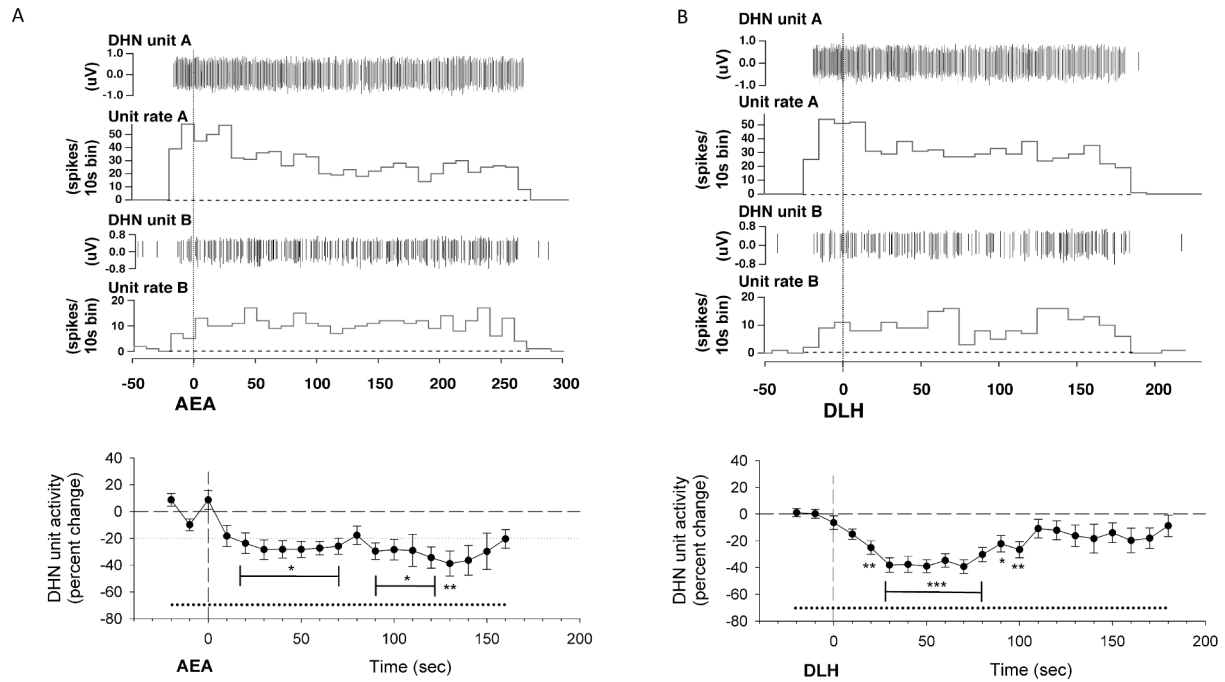 A
DHN unit A
(uV)
1.0
0.0
-1.0
Unit rate A
(spikes/
10s bin)
50
40
30
20
10
0
DHN unit B
(uV)
0.8
0.0
-0.8
Unit rate B
(spikes/
10s bin)
20
10
0
-50 0 50 100 150 200 250 300
AEA
DHN unit activity
(percent change)
40
20
0
-20
-40
-60
-80
* * **
0 50 100 150 200
AEA Time (sec)
B
DHN unit A
(uV)
1.0
0.0
-1.0
Unit rate A
(spikes/
10s bin)
50
40
30
20
10
0
DHN unit B
(uV)
0.8
0.0
-0.8
Unit rate B
(spikes/
10s bin)
20
10
0
-50 0 50 100 150 200
DLH
DHN unit activity
(percent change)
40
20
0
-20
-40
-60
-80
** *** * **
0 50 100 150 200
DLH Time (sec)